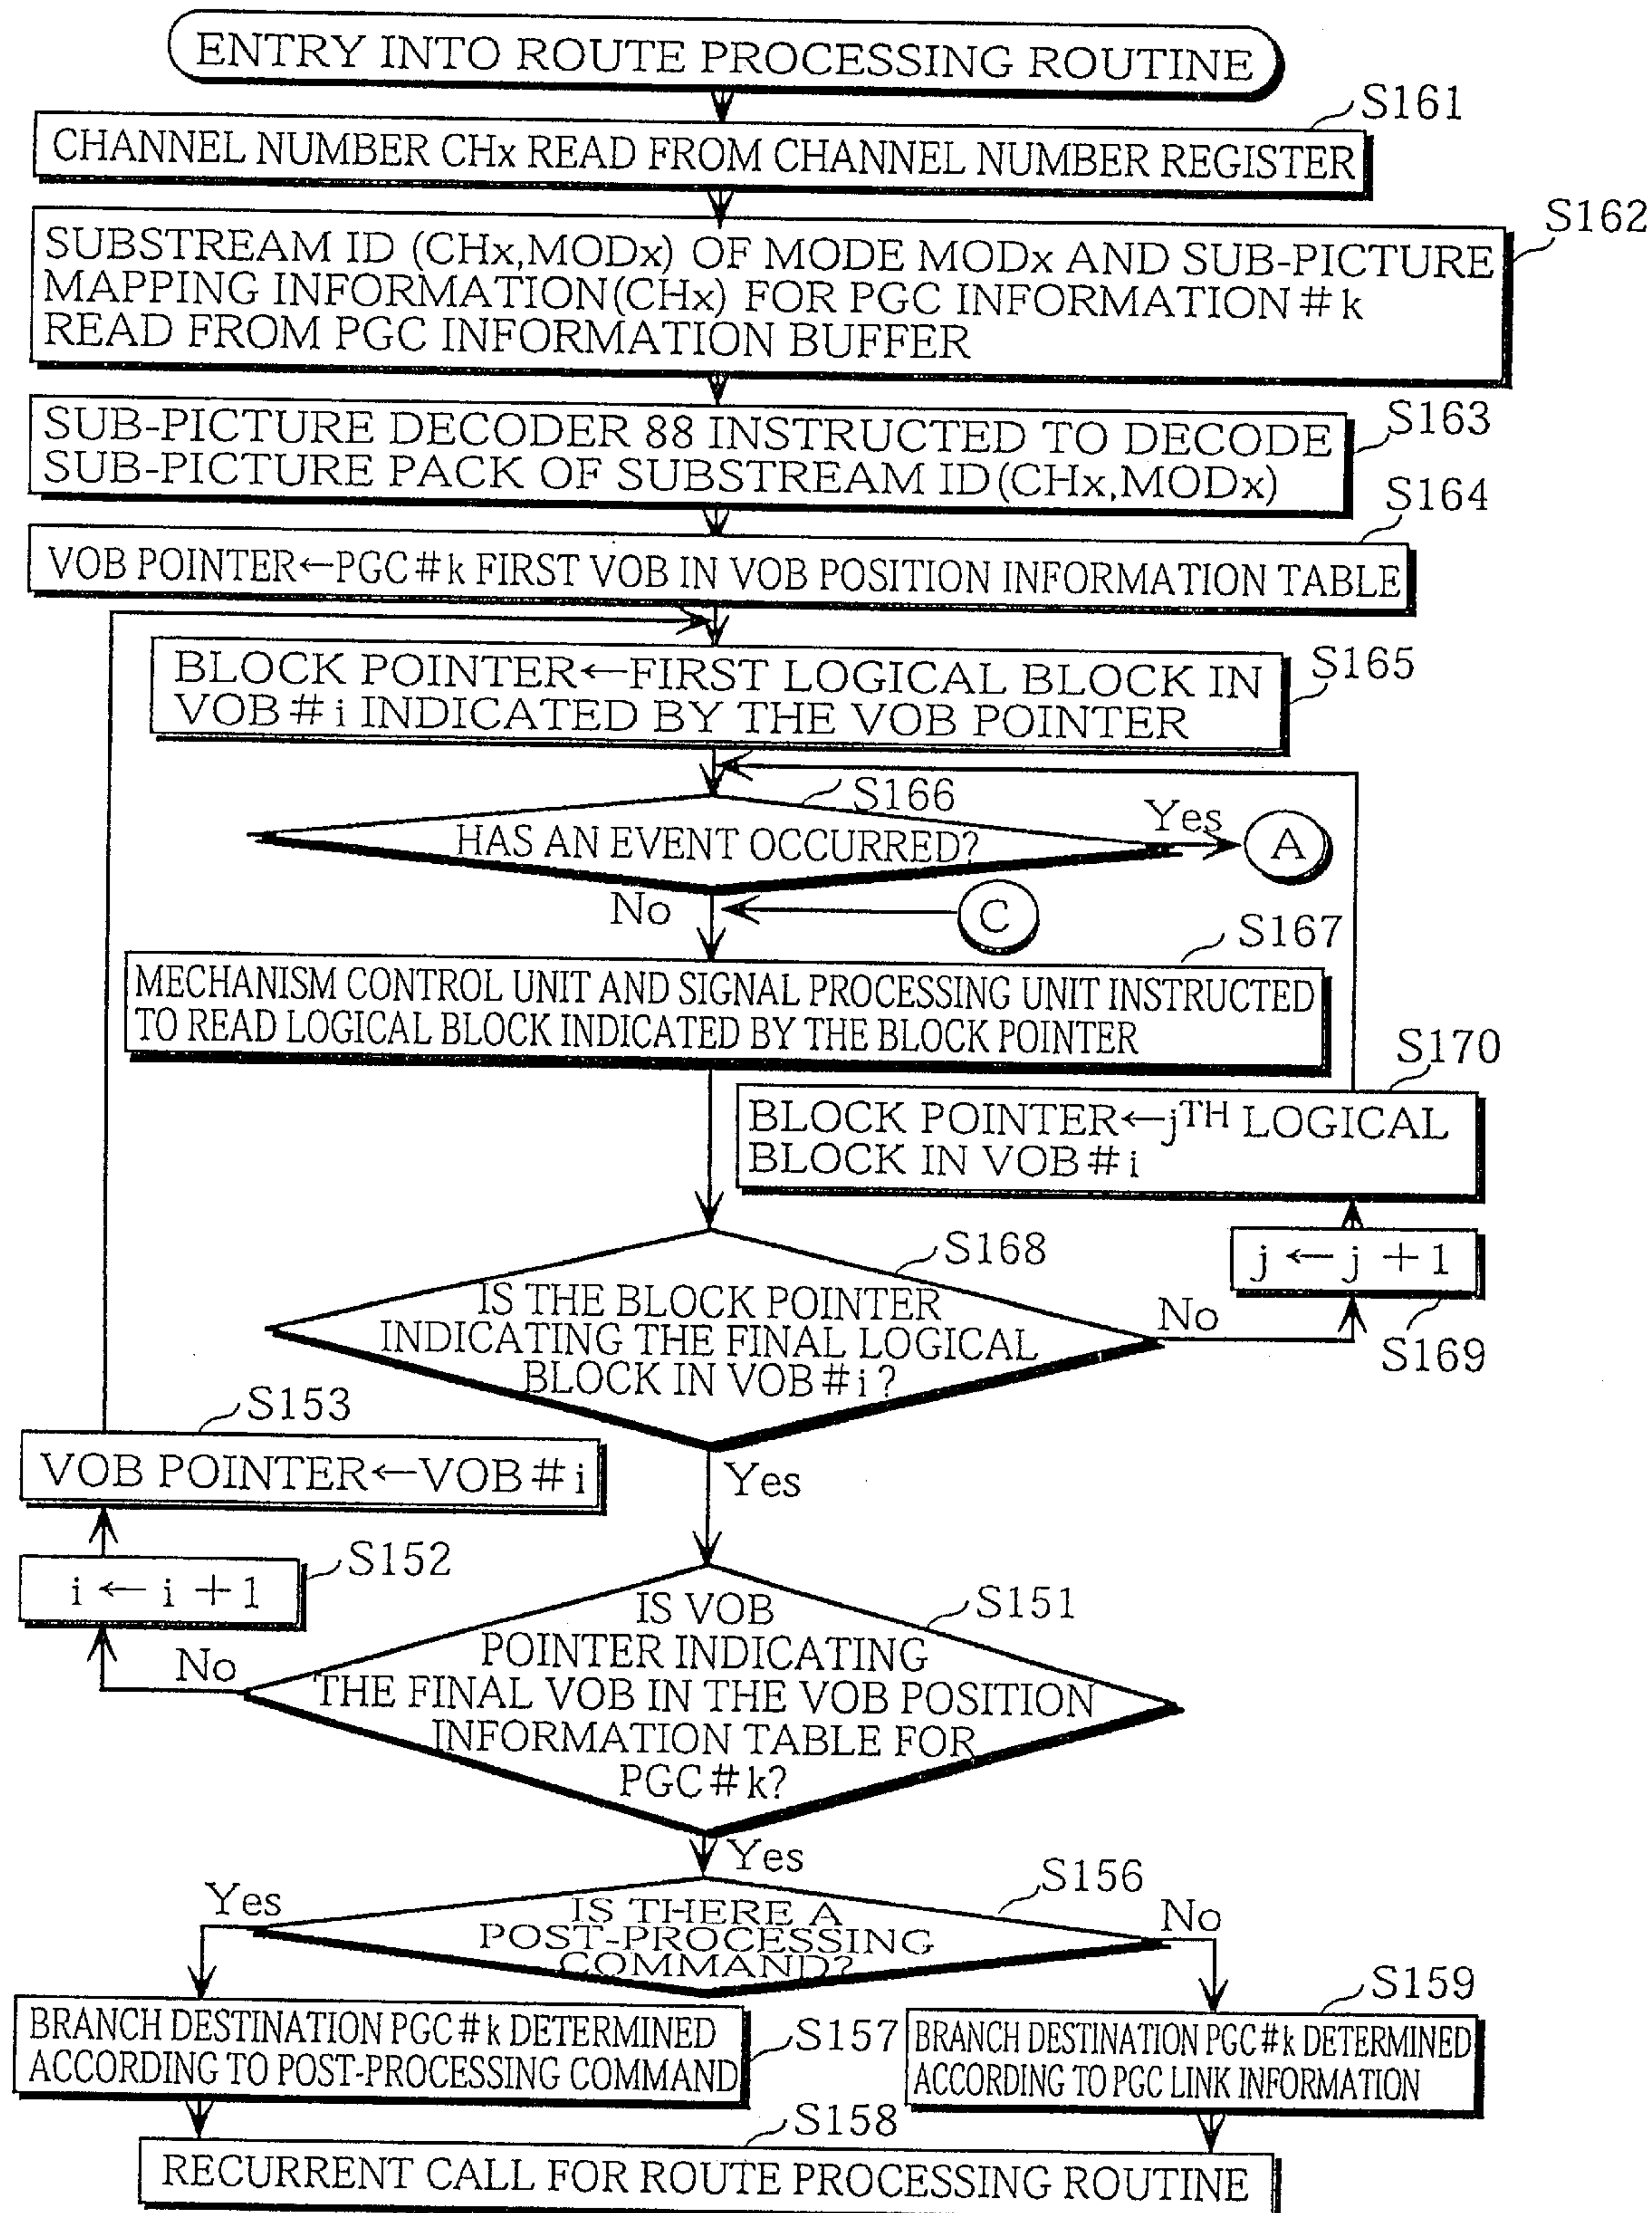 ENTRY INTO ROUTE PROCESSING ROUTINE
S161
CHANNEL NUMBER CHx READ FROM CHANNEL NUMBER REGISTER
S162
SUBSTREAM ID (CHx,MODx) OF MODE MODx AND SUB-PICTURE
MAPPING INFORMATION(CHx) FOR PGC INFORMATION #k
READ FROM PGC INFORMATION BUFFER
S163
SUB-PICTURE DECODER 88 INSTRUCTED TO DECODE
SUB-PICTURE PACK OF SUBSTREAM ID(CHx,MODx)
S164
VOB POINTER←PGC#k FIRST VOB IN VOB POSITION INFORMATION TABLE
S165
BLOCK POINTER←FIRST LOGICAL BLOCK IN
VOB#i INDICATED BY THE VOB POINTER
S166
HAS AN EVENT OCCURRED?
Yes
A
No
C
S167
MECHANISM CONTROL UNIT AND SIGNAL PROCESSING UNIT INSTRUCTED
TO READ LOGICAL BLOCK INDICATED BY THE BLOCK POINTER
S170
BLOCK POINTER←jTH LOGICAL
BLOCK IN VOB#i
S168
j←j+1
S169
IS THE BLOCK POINTER
INDICATING THE FINAL LOGICAL
BLOCK IN VOB#i?
No
S153
VOB POINTER←VOB#i
Yes
S152
i←i+1
S151
IS VOB
POINTER INDICATING
THE FINAL VOB IN THE VOB POSITION
INFORMATION TABLE FOR
PGC#k?
No
Yes
S156
IS THERE A
POST-PROCESSING
COMMAND?
Yes
No
S157
BRANCH DESTINATION PGC#k DETERMINED
ACCORDING TO POST-PROCESSING COMMAND
S159
BRANCH DESTINATION PGC#k DETERMINED
ACCORDING TO PGC LINK INFORMATION
S158
RECURRENT CALL FOR ROUTE PROCESSING ROUTINE